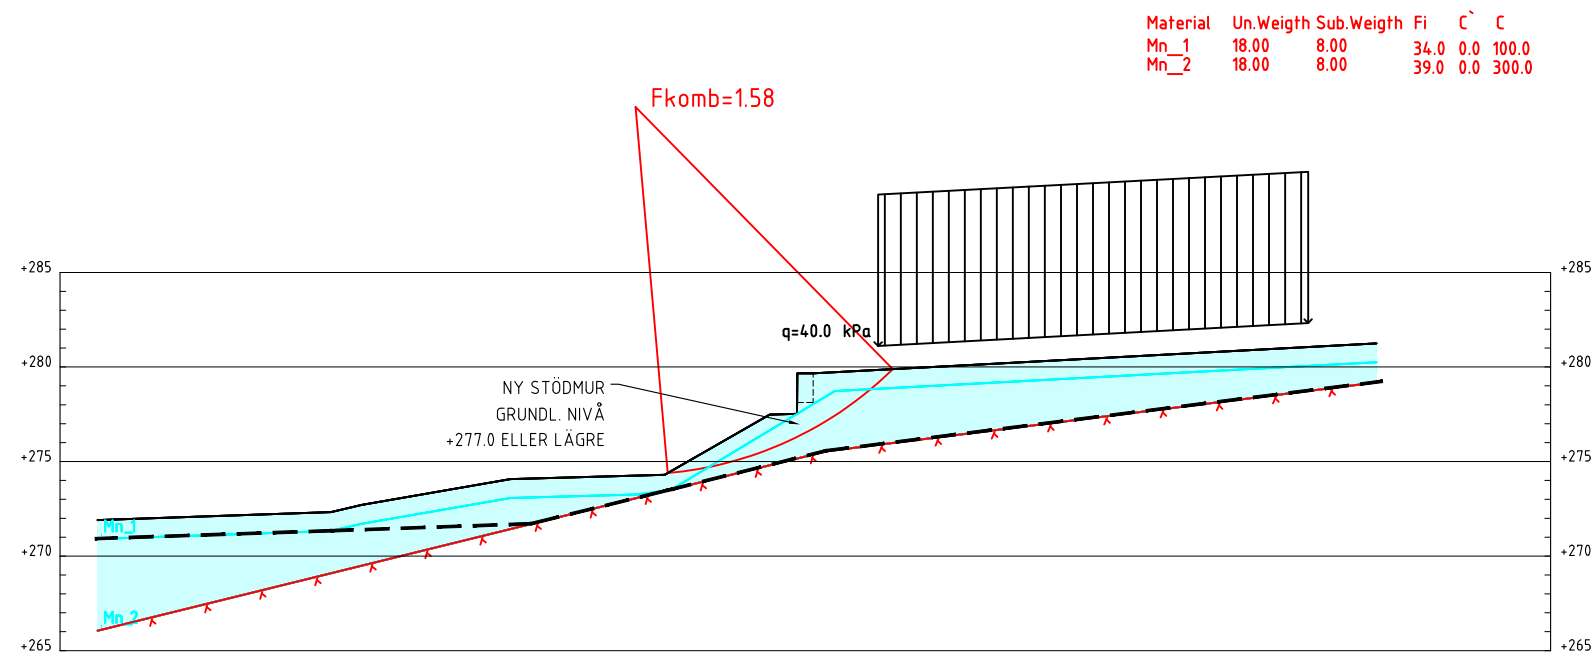 Material Un.Weigth Sub.Weigth Fi C` C
Mn_1 18.00 8.00 34.0 0.0 100.0
Mn_2 18.00 8.00 39.0 0.0 300.0
Fkomb=1.58
+285 +285
q=40.0 kPa
+280 +280
NY STÖDMUR
GRUNDL. NIVÅ
+277.0 ELLER LÄGRE
+275 +275
Mn_1
+270 +270
Mn_2
+265 +265